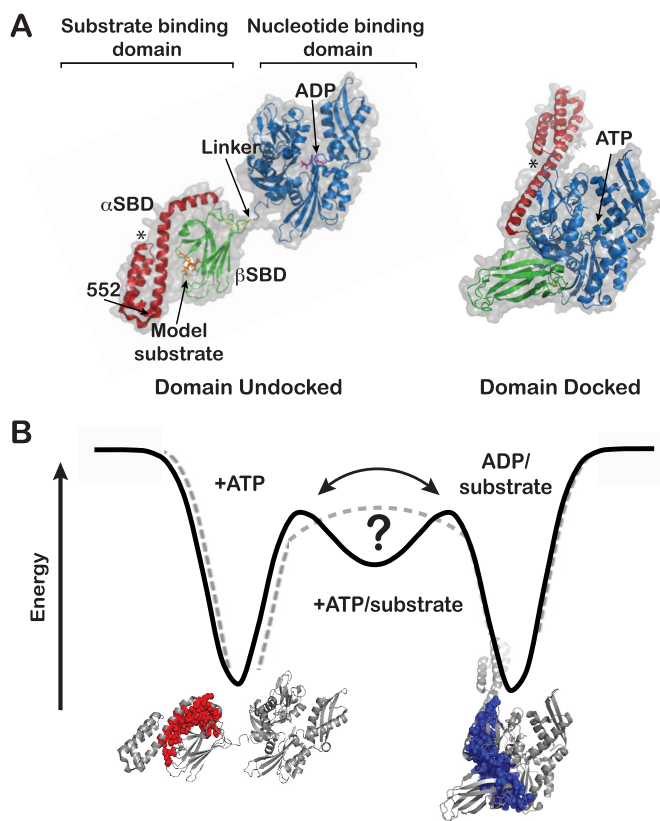 A
Substrate binding
domain
Nucleotide binding
domain
ADP
Linker
αSBD
*
βSBD
552
Model
substrate
ATP
*
Domain Undocked
Domain Docked
B
+ATP
ADP/
substrate
?
+ATP/substrate
Energy